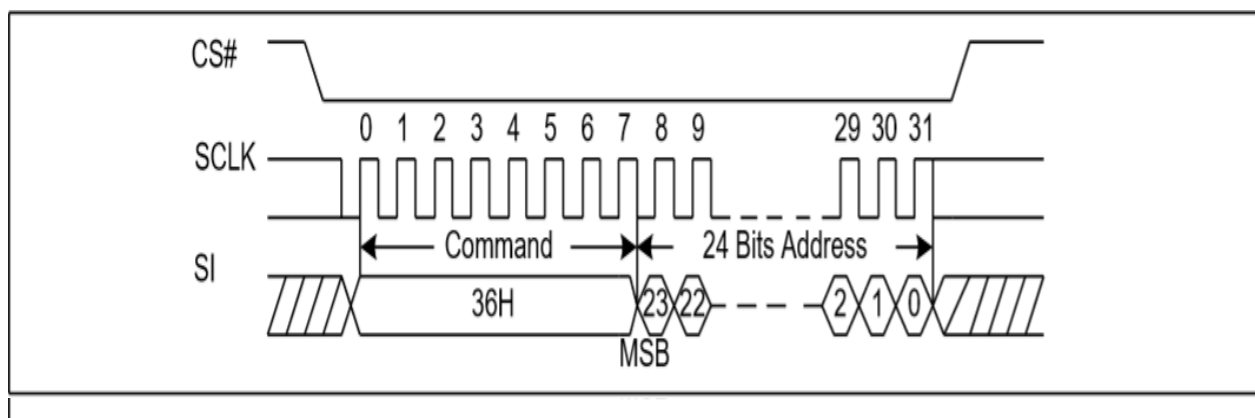 CS#
0 1 2 3 4 5 6 7 8 9 29 30 31
SCLK
Command 24 Bits Address
SI
36H 23 22 2 1 0
MSB